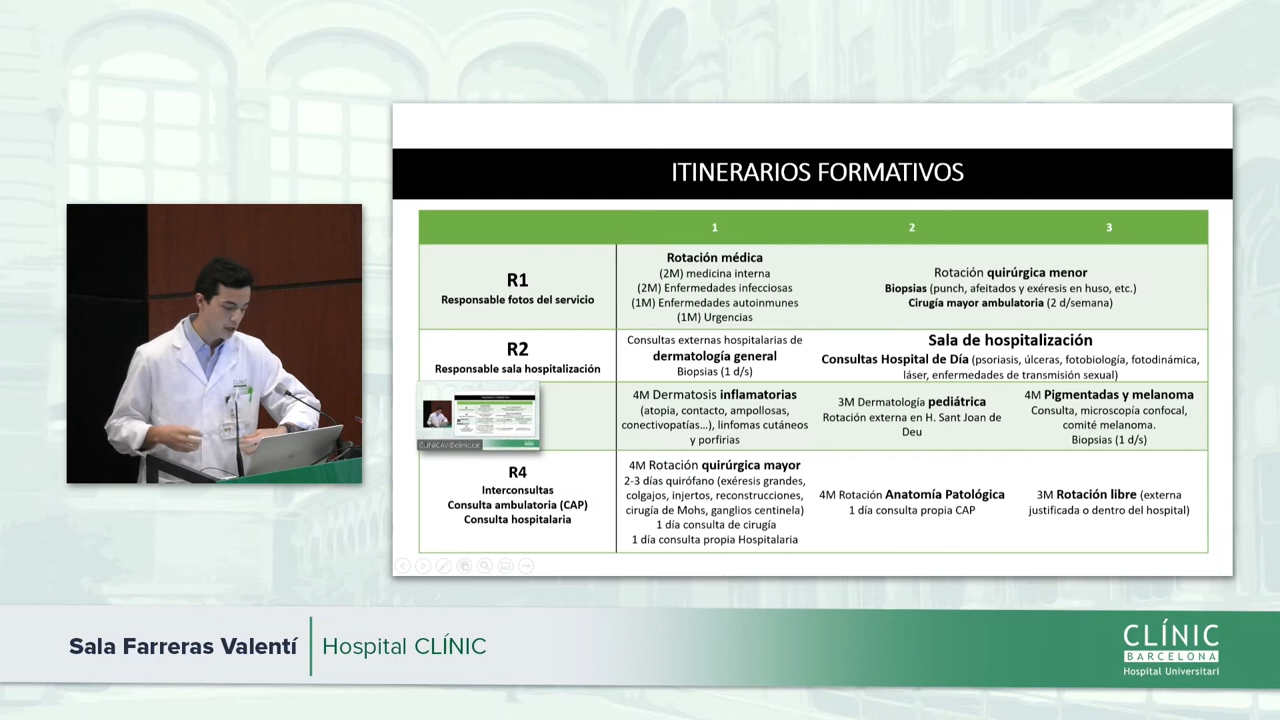 ITINERARIOS FORMATIVOS
1
2
3
R1
Responsable fotos del servicio
Rotación médica
(2M) medicina interna
(2M) Enfermedades infecciosas
(1M) Enfermedades autoinmunes
(1M) Urgencias
Rotación quirúrgica menor
Biopsias (punch, afeitados y exéresis en huso, etc.)
Cirugía mayor ambulatoria (2 d/semana)
R2
Responsable sala hospitalización
Consultas externas hospitalarias de
dermatología general
Biopsias (1 d/s)
Sala de hospitalización
Consultas Hospital de Día (psoriasis, úlceras, fotobiología, fotodinámica,
láser, enfermedades de transmisión sexual)
4M Dermatosis inflamatorias
(atopia, contacto, ampollosas,
conectivopatías...), linfomas cutáneos
y porfirias
3M Dermatología pediátrica
Rotación externa en H. Sant Joan de
Deu
4M Pigmentadas y melanoma
Consulta, microscopía confocal,
comité melanoma.
Biopsias (1 d/s)
R4
Interconsultas
Consulta ambulatoria (CAP)
Consulta hospitalaria
4M Rotación quirúrgica mayor
2-3 días quirófano (exéresis grandes,
colgajos, injertos, reconstrucciones,
cirugía de Mohs, ganglios centinela)
1 día consulta de cirugía
1 día consulta propia Hospitalaria
4M Rotación Anatomía Patológica
1 día consulta propia CAP
3M Rotación libre (externa
justificada o dentro del hospital)
Sala Farreras Valentí
Hospital CLÍNIC
CLÍNIC
BARCELONA
Hospital Universitari